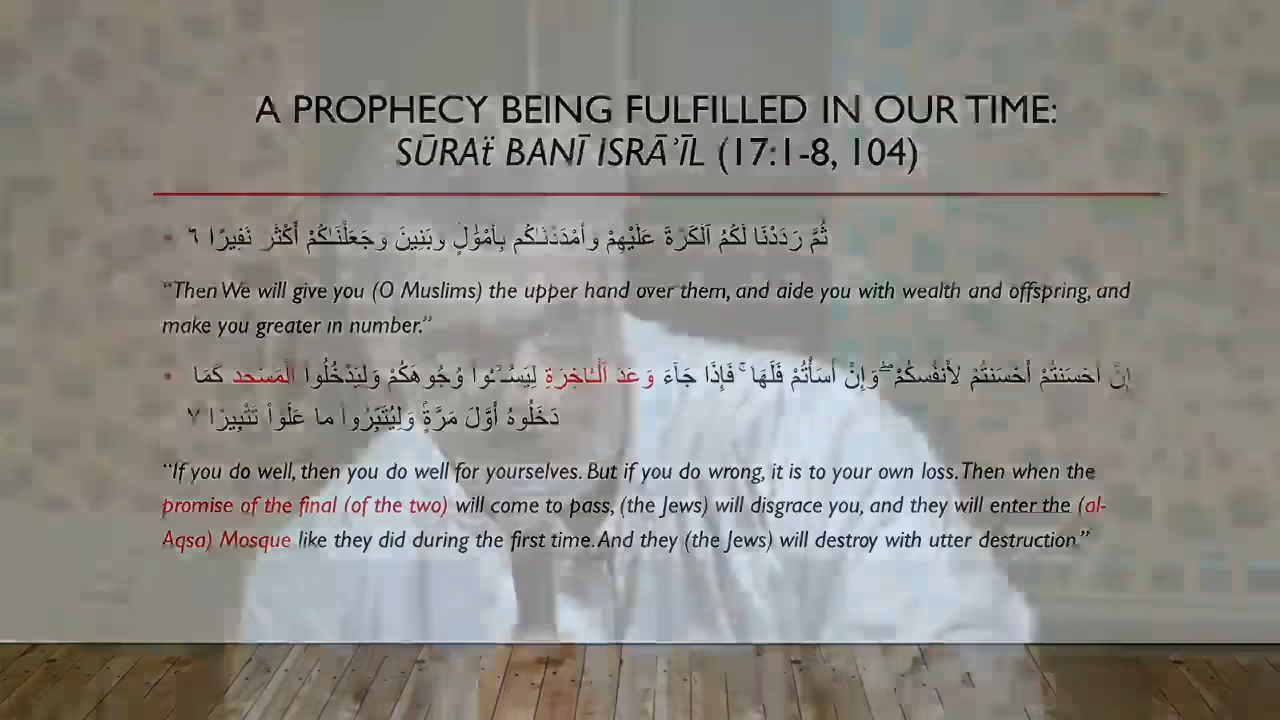 A PROPHECY BEING FULFILLED IN OUR TIME:
SŪRAẗ BANĪ ISRĀ’ĪL (17:1-8, 104)
ثُمَّ رَدَدْنَا لَكُمُ ٱلْكَرَّةَ عَلَيْهِمْ وَأَمْدَدْنَـٰكُم بِأَمْوَٰلٍ وَبَنِينَ وَجَعَلْنَـٰكُمْ أَكْثَرَ نَفِيرًا ٦
“Then We will give you (O Muslims) the upper hand over them, and aide you with wealth and offspring, and
make you greater in number.”
إِنْ أَحْسَنتُمْ أَحْسَنتُمْ لِأَنفُسِكُمْ ۖ وَإِنْ أَسَأْتُمْ فَلَهَا ۚ فَإِذَا جَآءَ وَعْدُ ٱلْـَٔاخِرَةِ لِيَسُـۥٓـُٔوا۟ وُجُوهَكُمْ وَلِيَدْخُلُوا۟ ٱلْمَسْجِدَ كَمَا
دَخَلُوهُ أَوَّلَ مَرَّةٍ وَلِيُتَبِّرُوا۟ مَا عَلَوْا۟ تَتْبِيرًا ٧
“If you do well, then you do well for yourselves. But if you do wrong, it is to your own loss. Then when the
promise of the final (of the two) will come to pass, (the Jews) will disgrace you, and they will enter the (al-
Aqsa) Mosque like they did during the first time. And they (the Jews) will destroy with utter destruction.”